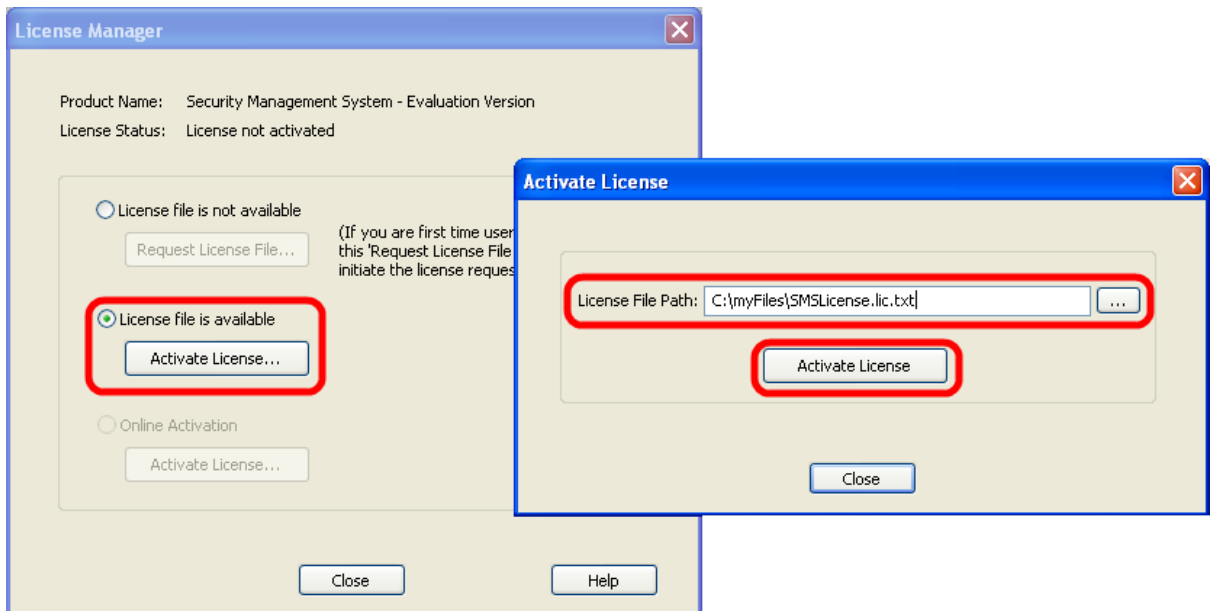 License Manager
Product Name: Security Management System - Evaluation Version
License Status: License not activated
License file is not available
Request License File...
(If you are first time user
this 'Request License File
initiate the license reques
License file is available
Activate License...
Online Activation
Activate License...
Close
Help
Activate License
License File Path: C:\myFiles\SMSLicense.lic.txt
...
Activate License
Close